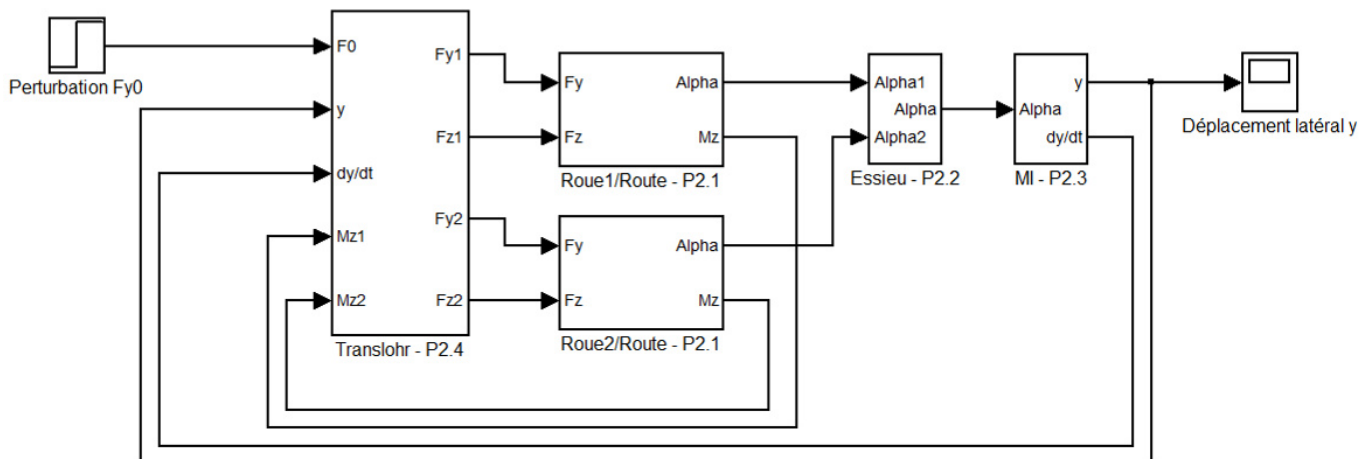 Perturbation Fy0
F0
y
dy/dt
Mz1
Mz2
Fy1
Fz1
Fy2
Fz2
Translohr - P2.4
Fy
Fz
Alpha
Mz
Roue1/Route - P2.1
Fy
Fz
Alpha
Mz
Roue2/Route - P2.1
Alpha1
Alpha
Alpha2
Essieu - P2.2
Alpha
y
dy/dt
MI - P2.3
Déplacement latéral y